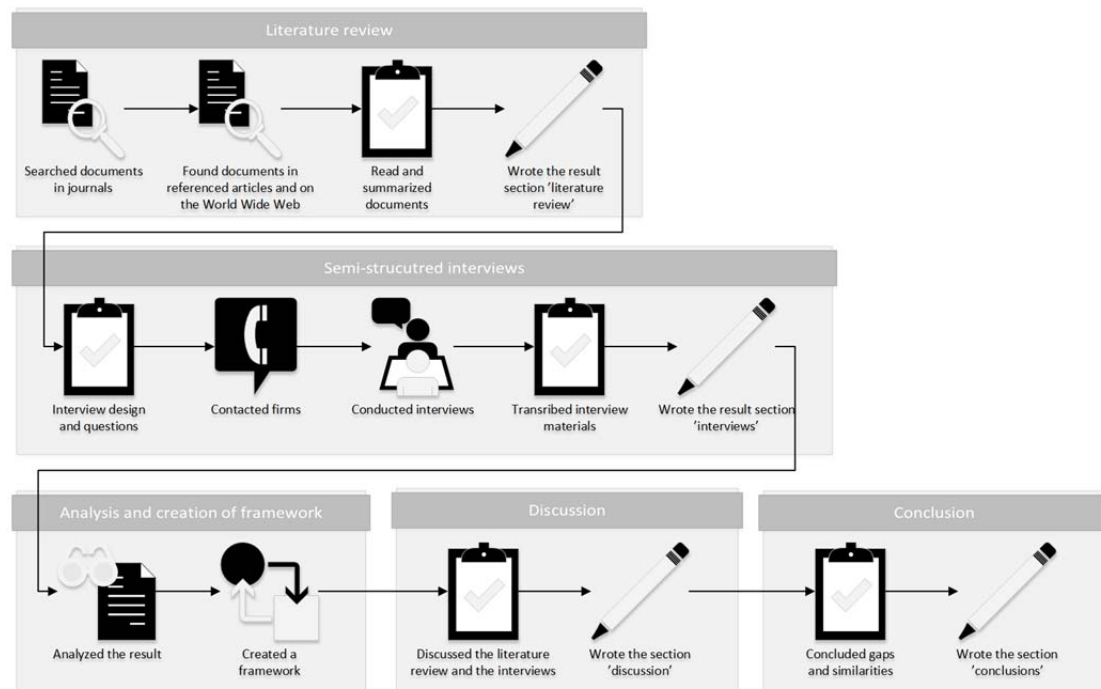 Literature review
Searched documents
in journals
Found documents in
referenced articles and on
the World Wide Web
Read and
summarized
documents
Wrote the result
section 'literature
review'
Semi-strucutred interviews
Interview design
and questions
Contacted firms
Conducted interviews
Transribed interview
materials
Wrote the result section
'interviews'
Analysis and creation of framework
Analyzed the result
Created a
framework
Discussion
Discussed the literature
review and the interviews
Wrote the section
'discussion'
Conclusion
Concluded gaps
and similarities
Wrote the section
'conclusions'